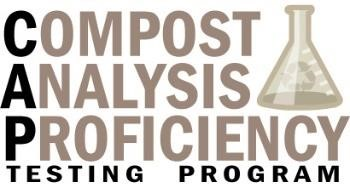 COMPOST
ANALYSIS
PROFICIENCY
TESTING PROGRAM